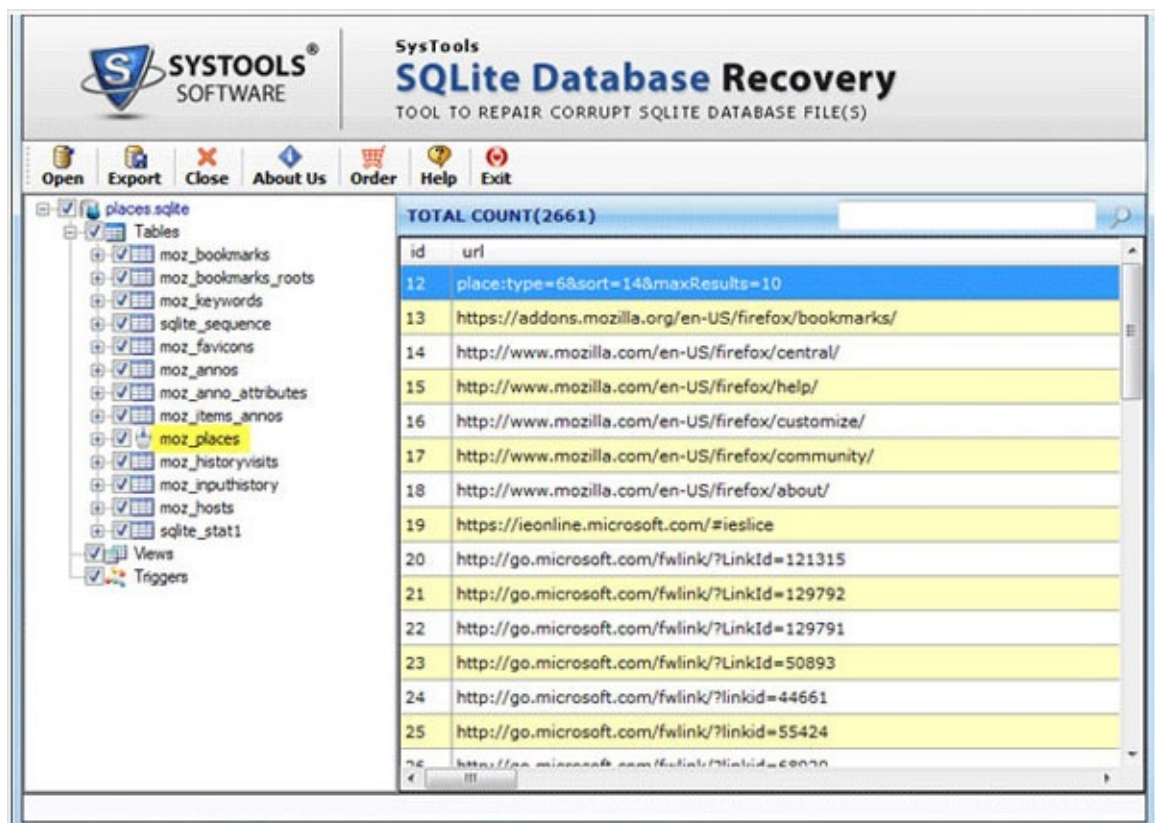 SYSTOOLS®
SOFTWARE
SysTools
SQLite Database Recovery
TOOL TO REPAIR CORRUPT SQLITE DATABASE FILE(S)
Open Export Close About Us Order Help Exit
places.sqlite
Tables
moz_bookmarks
moz_bookmarks_roots
moz_keywords
sqlite_sequence
moz_favicons
moz_annos
moz_anno_attributes
moz_items_annos
moz_places
moz_historyvisits
moz_inputhistory
moz_hosts
sqlite_stat1
Views
Triggers
TOTAL COUNT(2661)
id url
12 place:type=6&sort=14&maxResults=10
13 https://addons.mozilla.org/en-US/firefox/bookmarks/
14 http://www.mozilla.com/en-US/firefox/central/
15 http://www.mozilla.com/en-US/firefox/help/
16 http://www.mozilla.com/en-US/firefox/customize/
17 http://www.mozilla.com/en-US/firefox/community/
18 http://www.mozilla.com/en-US/firefox/about/
19 https://ieonline.microsoft.com/#ieslice
20 http://go.microsoft.com/fwlink/?LinkId=121315
21 http://go.microsoft.com/fwlink/?LinkId=129792
22 http://go.microsoft.com/fwlink/?LinkId=129791
23 http://go.microsoft.com/fwlink/?LinkId=50893
24 http://go.microsoft.com/fwlink/?linkid=44661
25 http://go.microsoft.com/fwlink/?linkid=55424